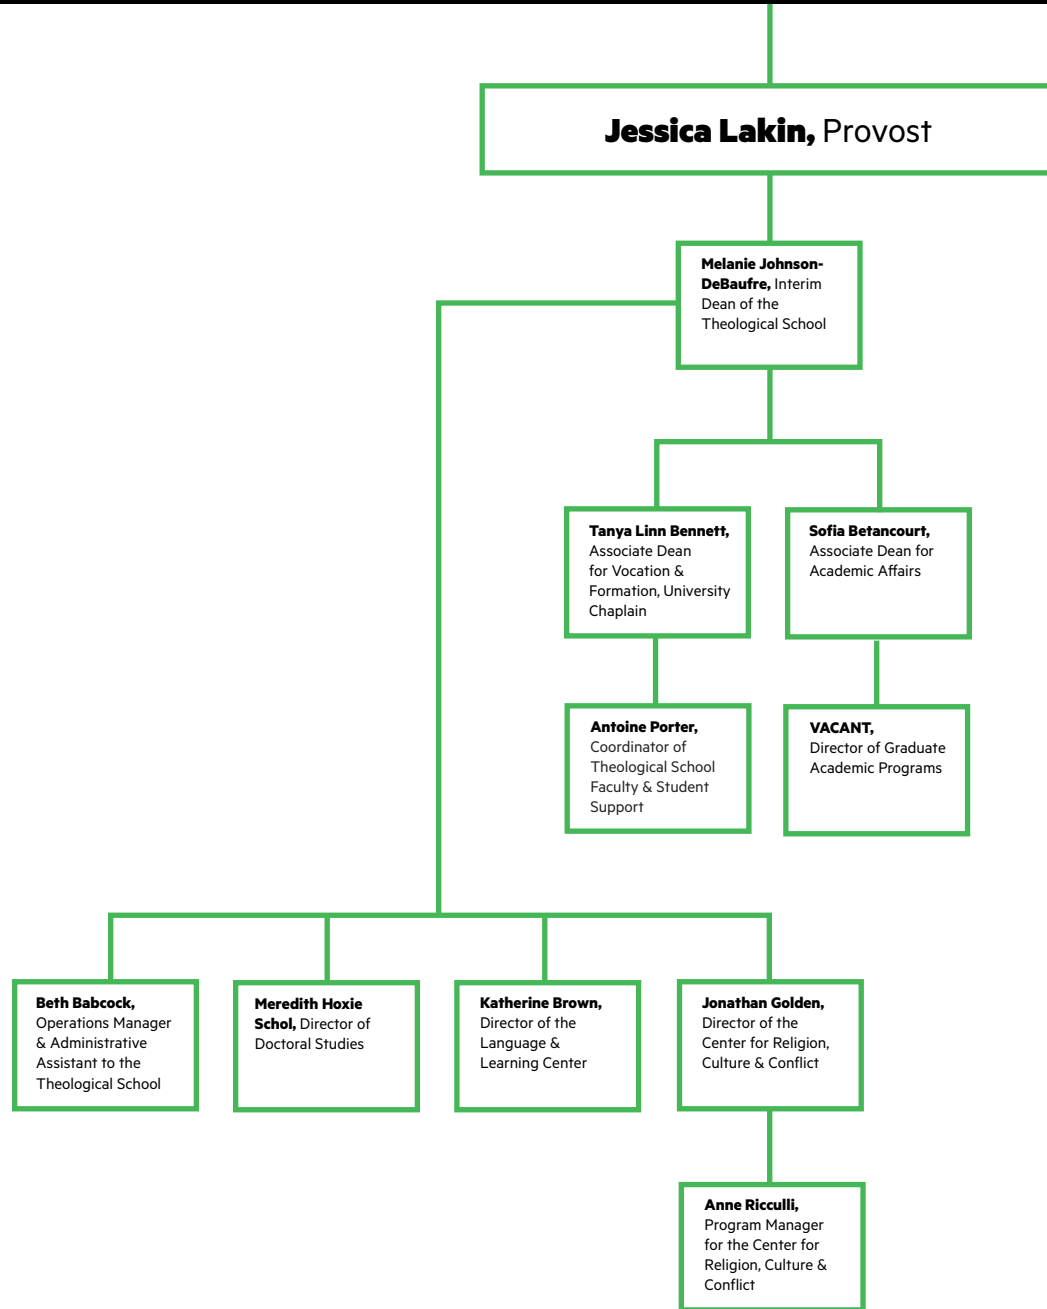 Jessica Lakin, Provost
Melanie Johnson-
DeBaufre, Interim
Dean of the
Theological School
Tanya Linn Bennett,
Associate Dean
for Vocation &
Formation, University
Chaplain
Sofia Betancourt,
Associate Dean for
Academic Affairs
Antoine Porter,
Coordinator of
Theological School
Faculty & Student
Support
VACANT,
Director of Graduate
Academic Programs
Beth Babcock,
Operations Manager
& Administrative
Assistant to the
Theological School
Meredith Hoxie
Schol, Director of
Doctoral Studies
Katherine Brown,
Director of the
Language &
Learning Center
Jonathan Golden,
Director of the
Center for Religion,
Culture & Conflict
Anne Ricculli,
Program Manager
for the Center for
Religion, Culture &
Conflict